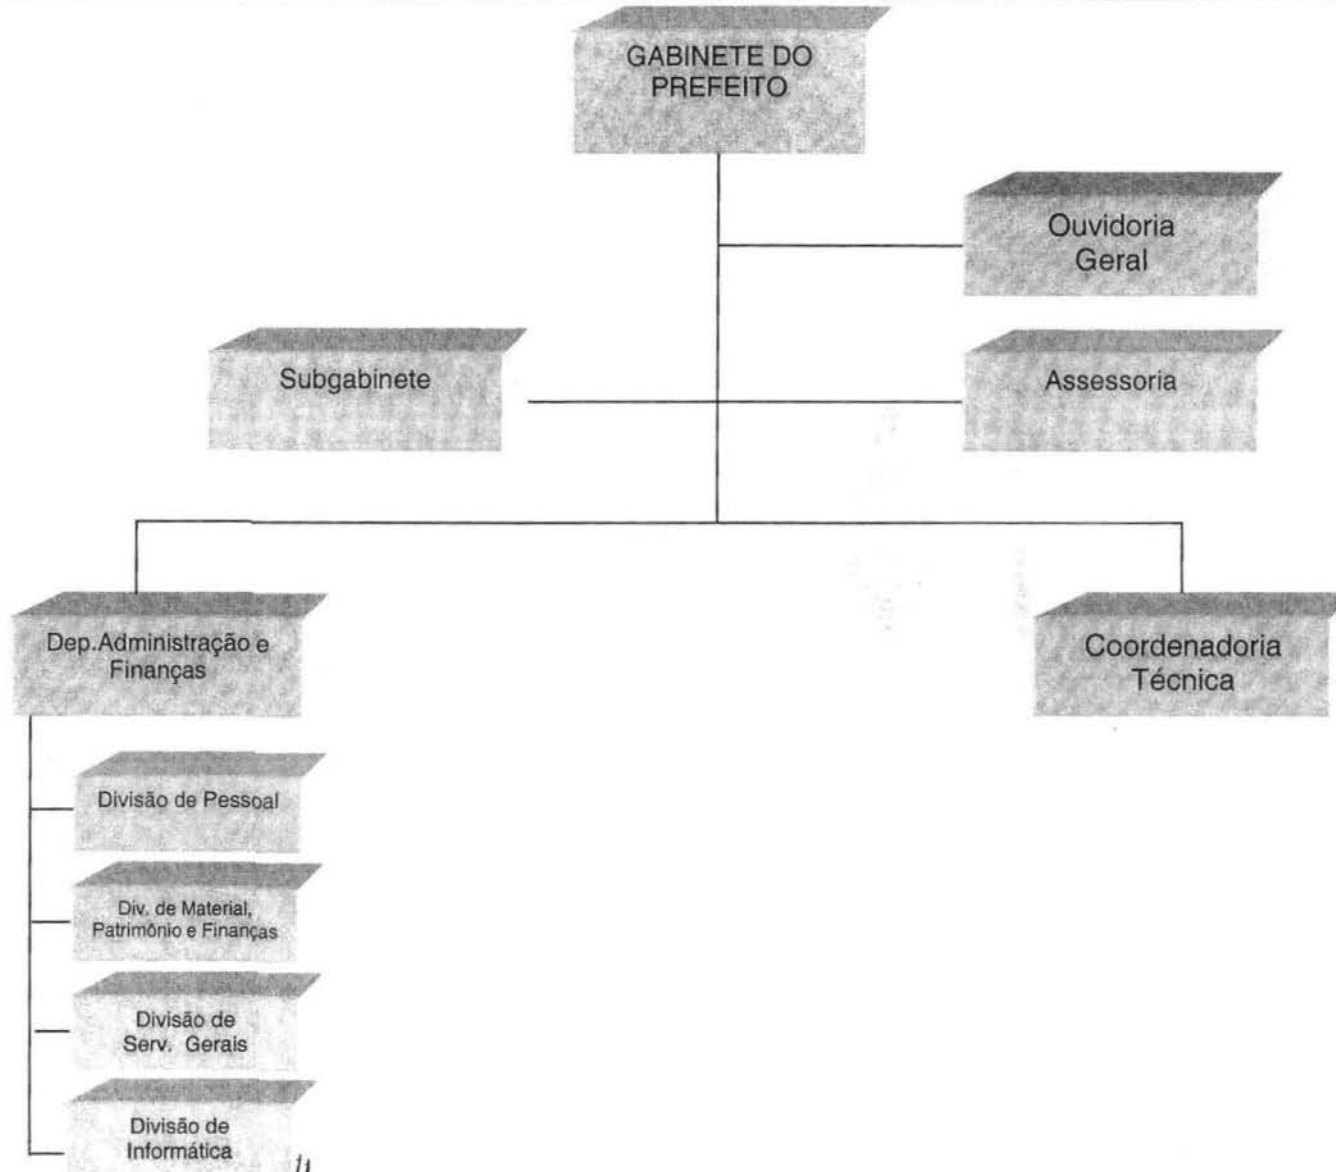 GABINETE DO
PREFEITO
Ouvidoria
Geral
Subgabinete
Assessoria
Dep.Administração e
Finanças
Coordenadoria
Técnica
Divisão de Pessoal
Div. de Material,
Patrimônio e Finanças
Divisão de
Serv. Gerais
Divisão de
Informática